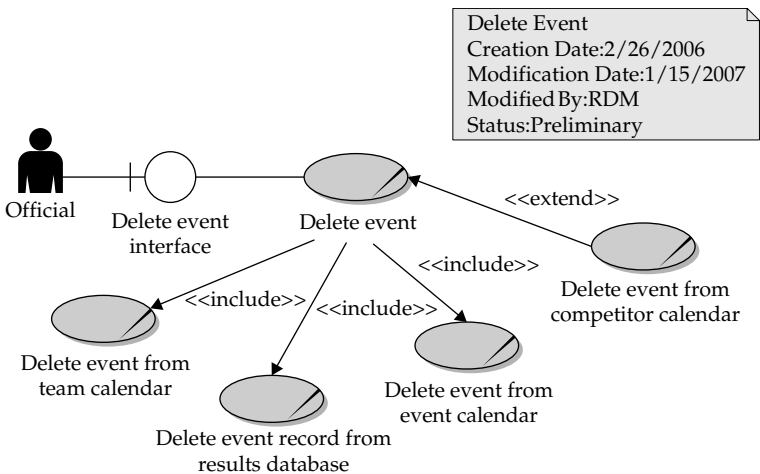 Delete Event
Creation Date:2/26/2006
Modification Date:1/15/2007
Modified By:RDM
Status:Preliminary
Official
Delete event
interface
Delete event
<<extend>>
<<include>>
<<include>>
<<include>>
Delete event from
competitor calendar
Delete event from
team calendar
Delete event from
event calendar
Delete event record from
results database